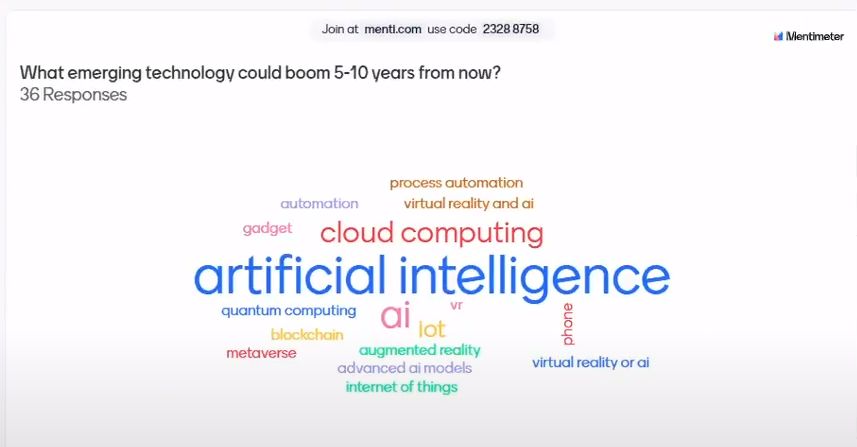 Join at menti.com use code 2328 8758
Mentimeter
What emerging technology could boom 5-10 years from now?
36 Responses
process automation
automation
virtual reality and ai
gadget
cloud computing
artificial intelligence
quantum computing
ai
vr
phone
iot
blockchain
metaverse
augmented reality
virtual reality or ai
advanced ai models
internet of things